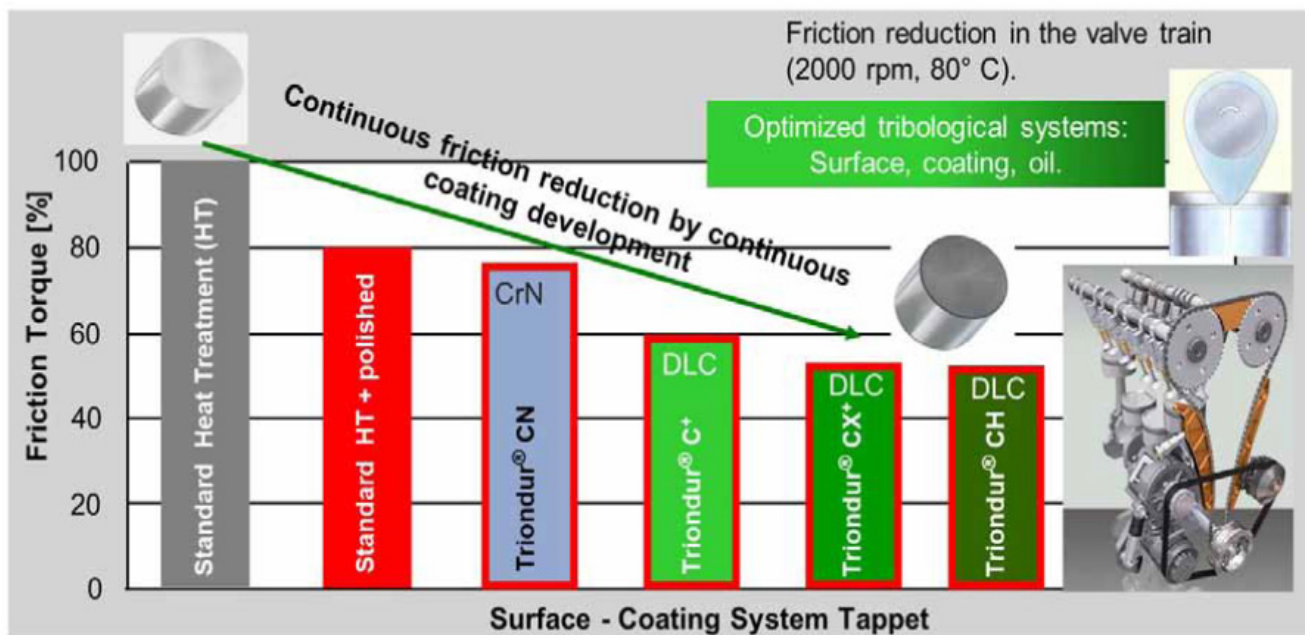 Friction reduction in the valve train
(2000 rpm, 80° C).
Optimized tribological systems:
Surface, coating, oil.
Continuous friction reduction by continuous
coating development
Friction Torque [%]
100
80
60
40
20
0
Standard Heat Treatment (HT)
Standard HT + polished
CrN
Triondur® CN
DLC
Triondur® C+
DLC
Triondur® CX+
DLC
Triondur® CH
Surface - Coating System Tappet